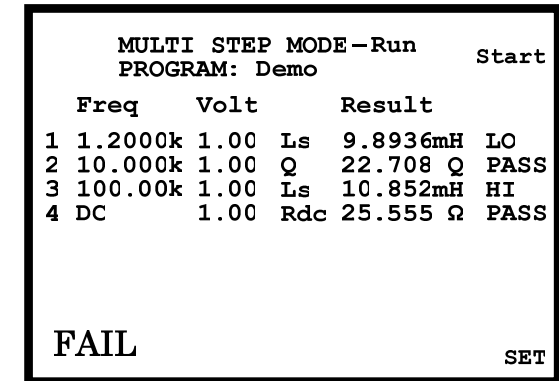 MULTI STEP MODE—Run
Start
PROGRAM: Demo
Freq Volt Result
1 1.2000k 1.00 Ls 9.8936mH LO
2 10.000k 1.00 Q 22.708 Q PASS
3 100.00k 1.00 Ls 10.852mH HI
4 DC 1.00 Rdc 25.555 Ω PASS
FAIL
SET